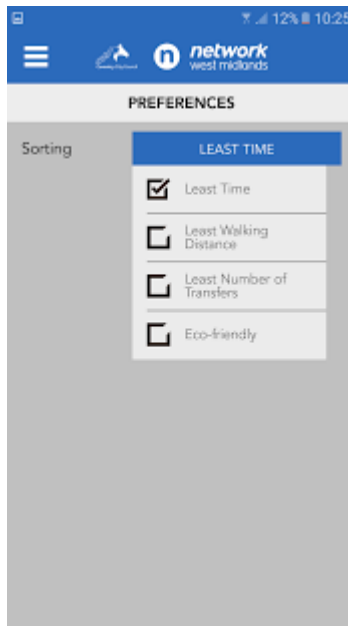 12% 10:25
n network
west midlands
PREFERENCES
Sorting
LEAST TIME
Least Time
Least Walking
Distance
Least Number of
Transfers
Eco-friendly